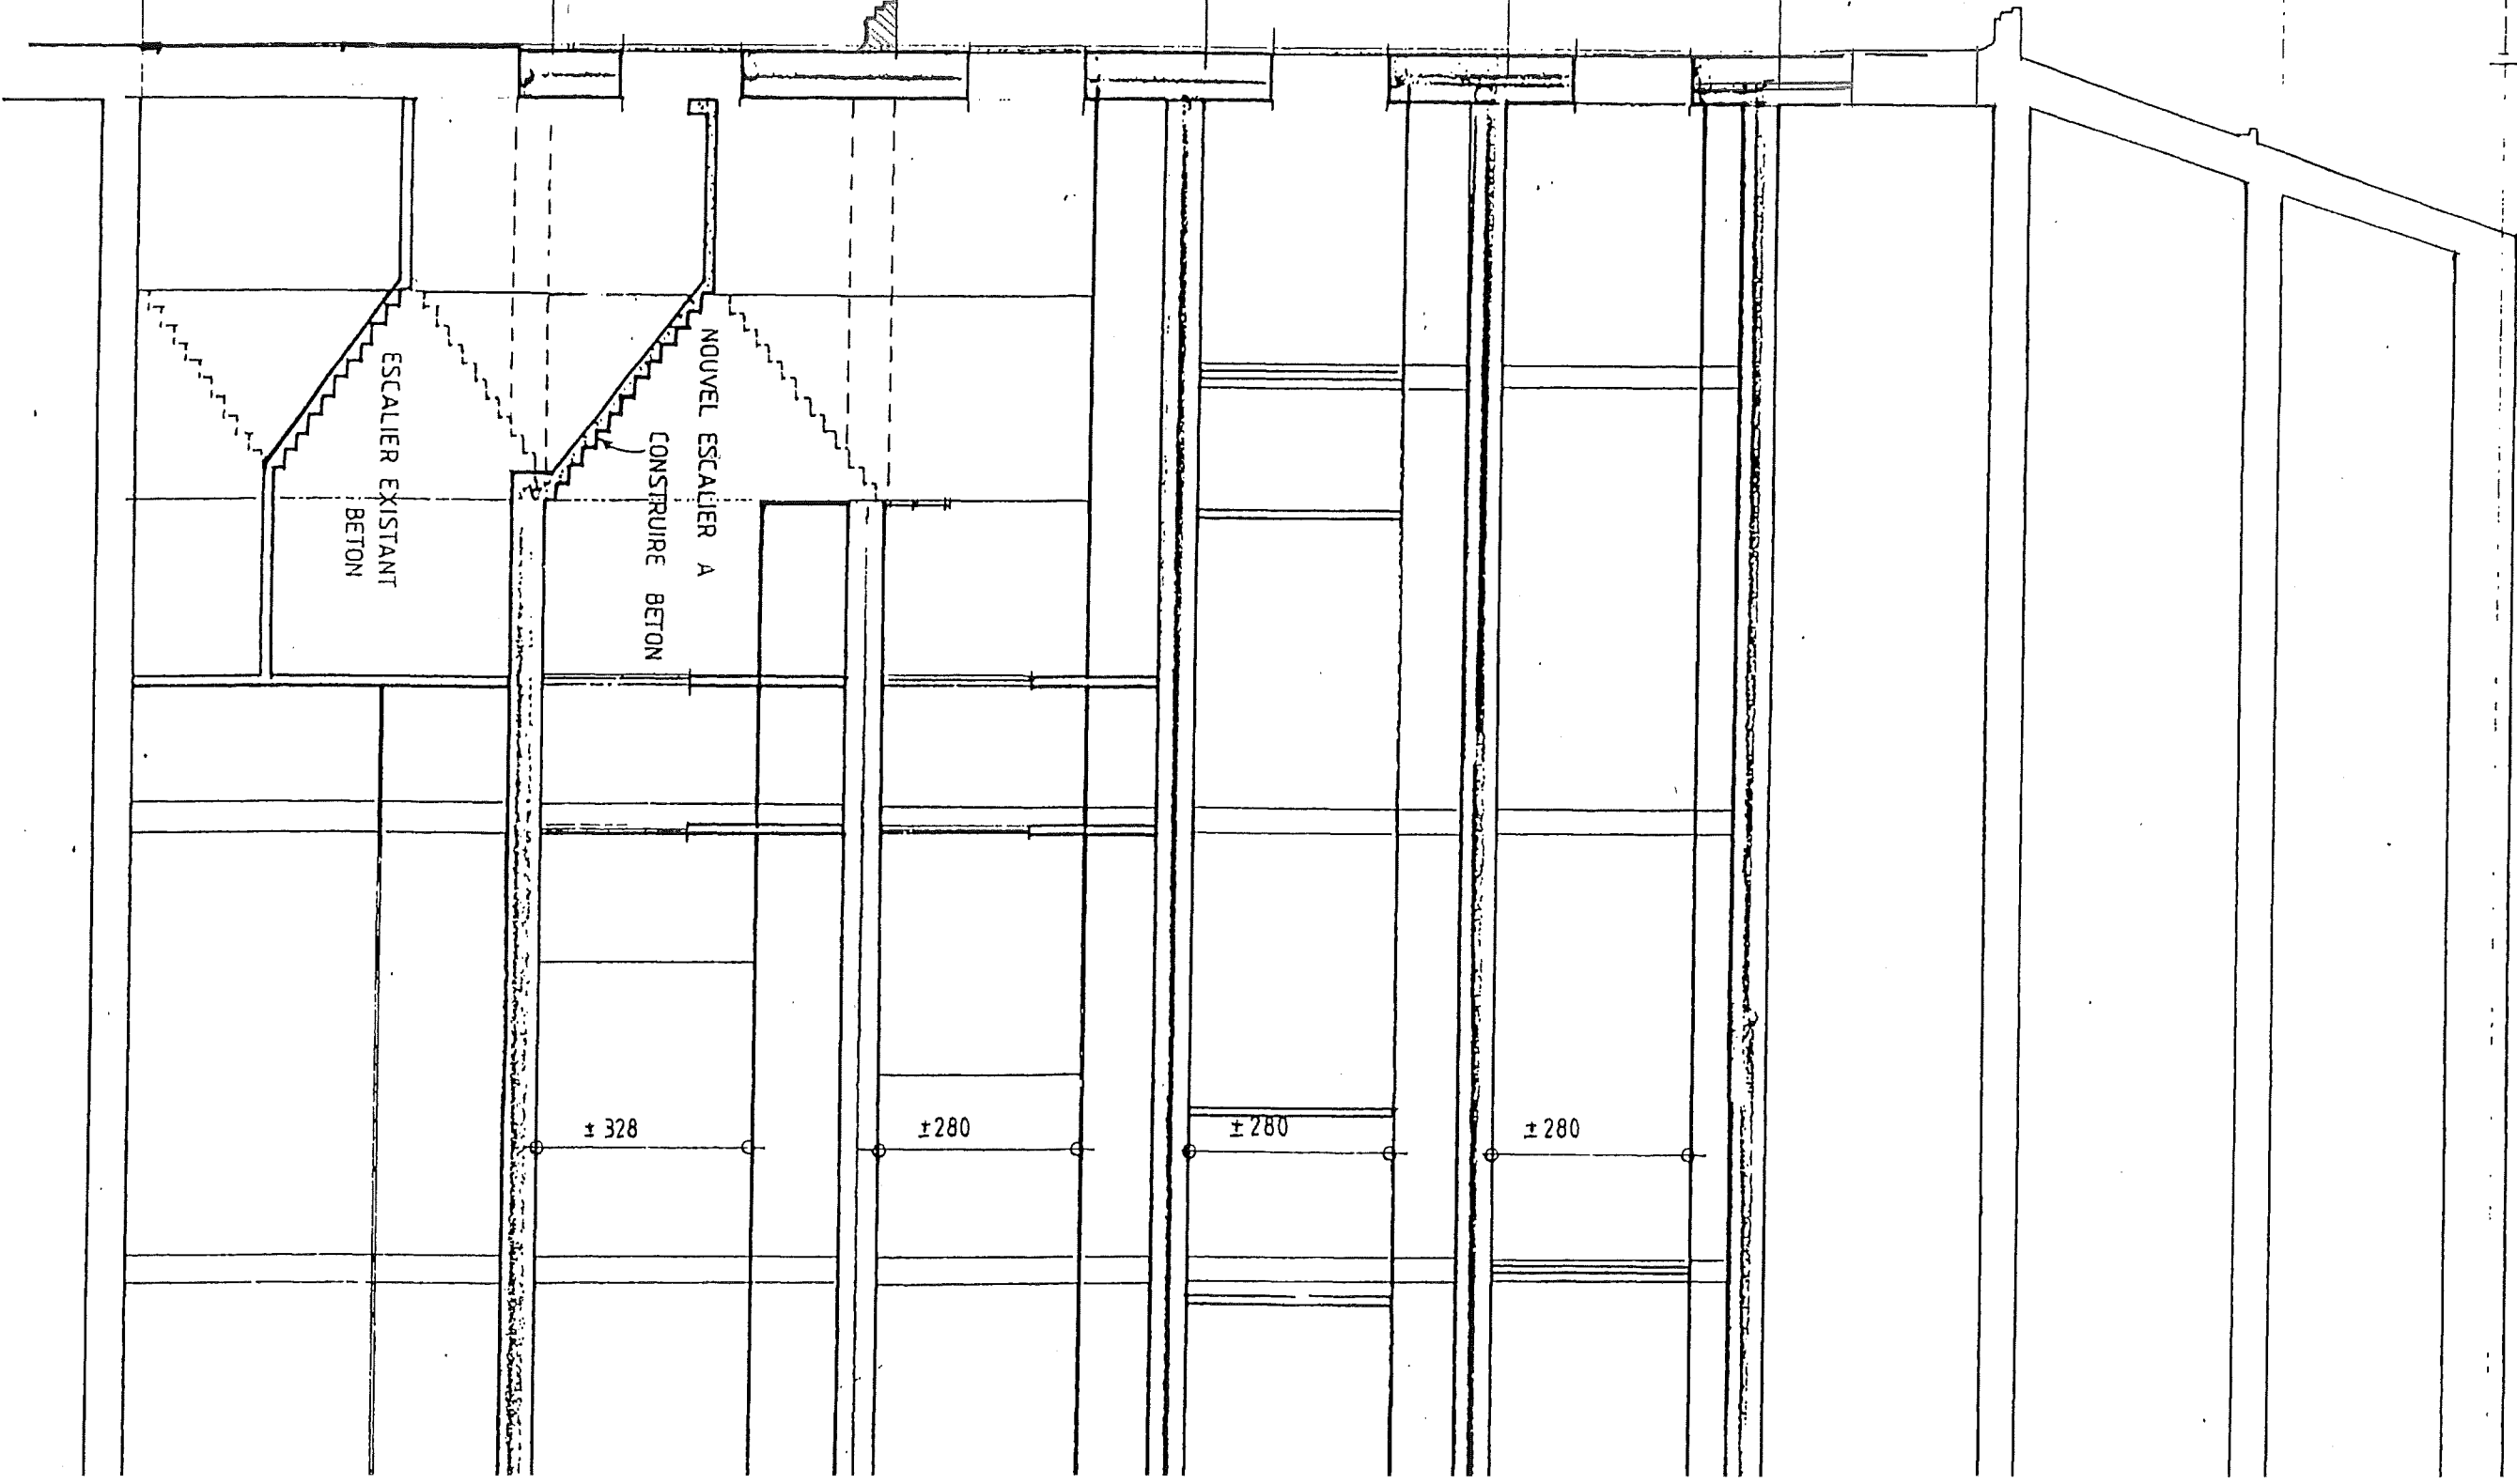 NOUVEL ESCALIER A
CONSTRUIRE BETON
ESCALIER EXISTANT
BETON
± 328
±280
±280
±280